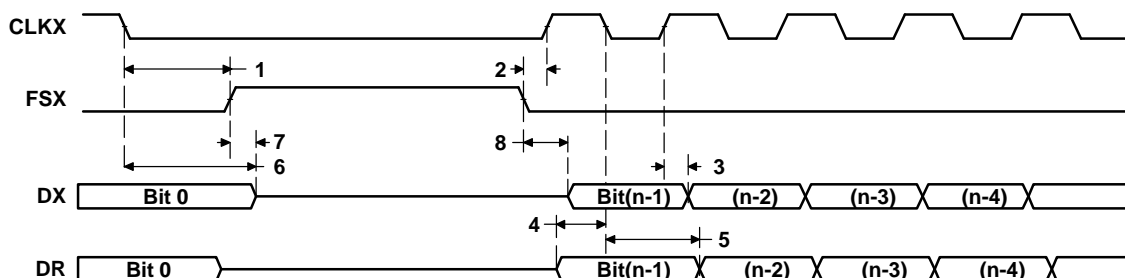 CLKX
1
2
FSX
7
8
6
3
DX
Bit 0
Bit(n-1)
(n-2)
(n-3)
(n-4)
4
5
DR
Bit 0
Bit(n-1)
(n-2)
(n-3)
(n-4)